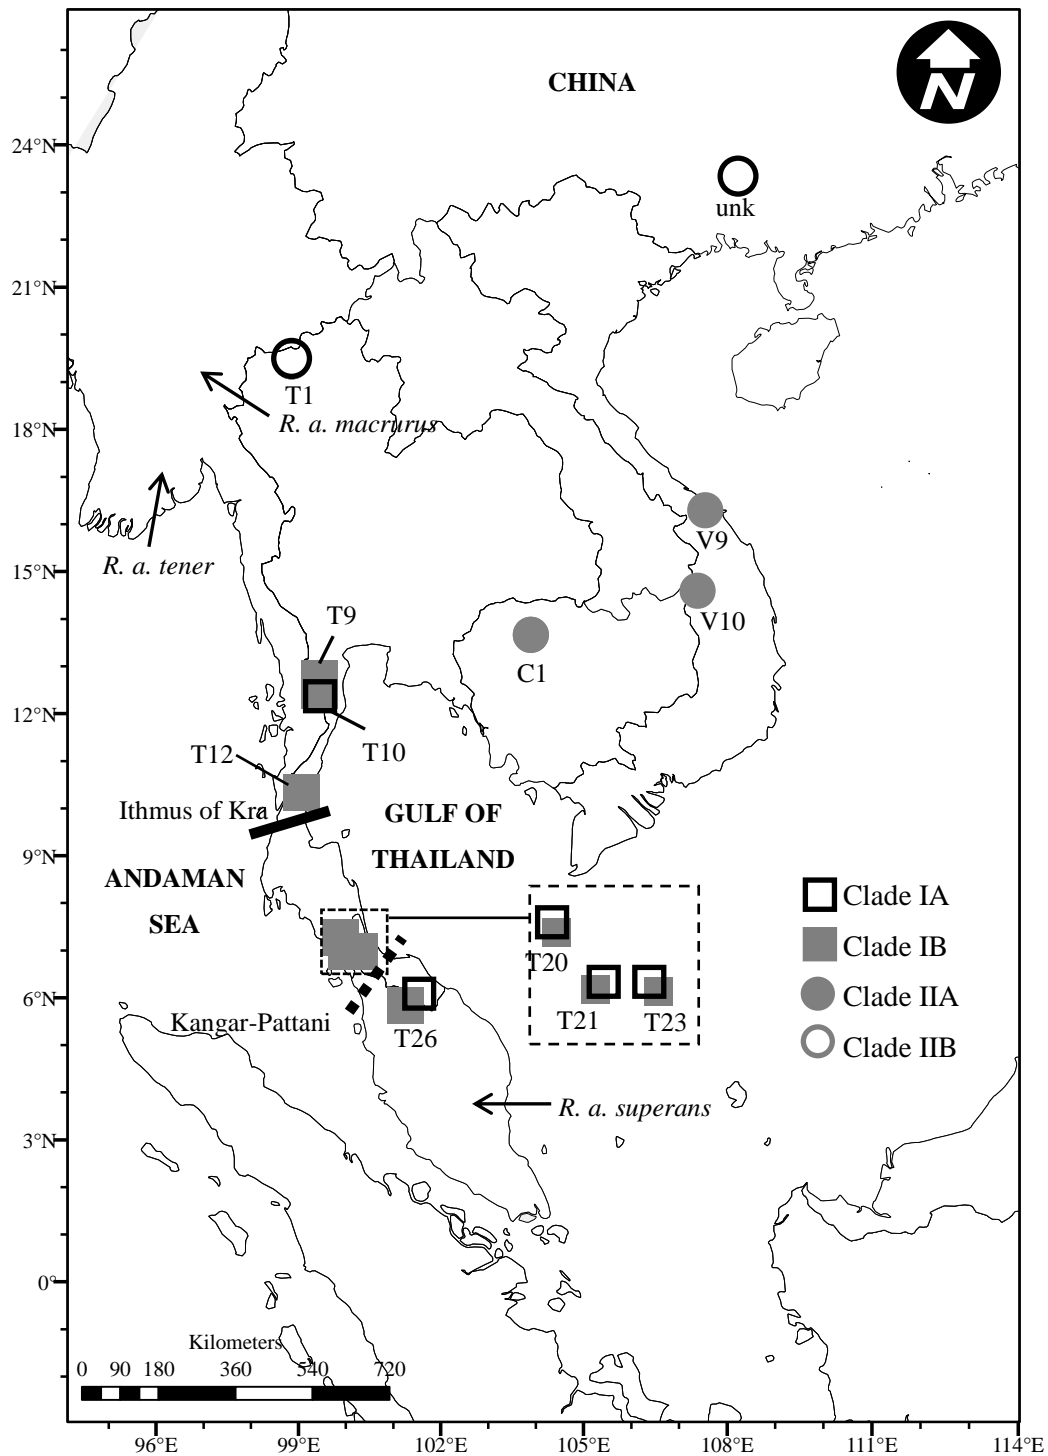 CHINA
N
24°N
unk
21°N
T1
R. a. macrurus
18°N
V9
R. a. tener
15°N
V10
T9
C1
12°N
T10
T12
Ithmus of Kra
GULF OF
THAILAND
9°N
ANDAMAN
SEA
Clade IA
Clade IB
Clade IIA
Clade IIB
T20
T21
T23
6°N
Kangar-Pattani
T26
R. a. superans
3°N
0°
Kilometers
0 90 180 360 540 720
96°E 99°E 102°E 105°E 108°E 111°E 114°E